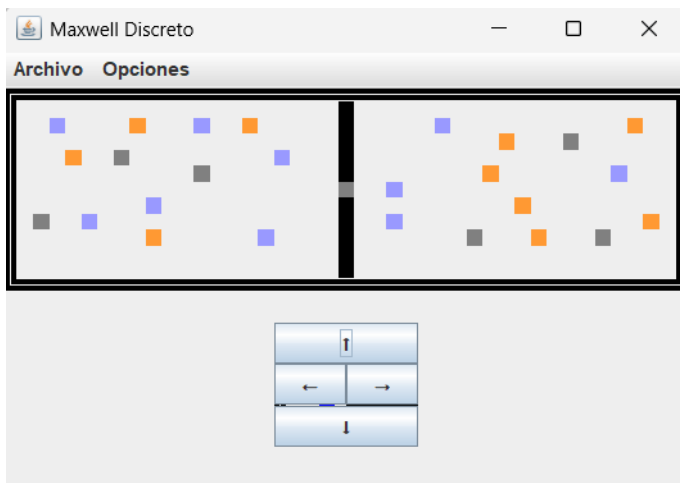 Maxwell Discreto
Archivo Opciones
↑
← →
↓